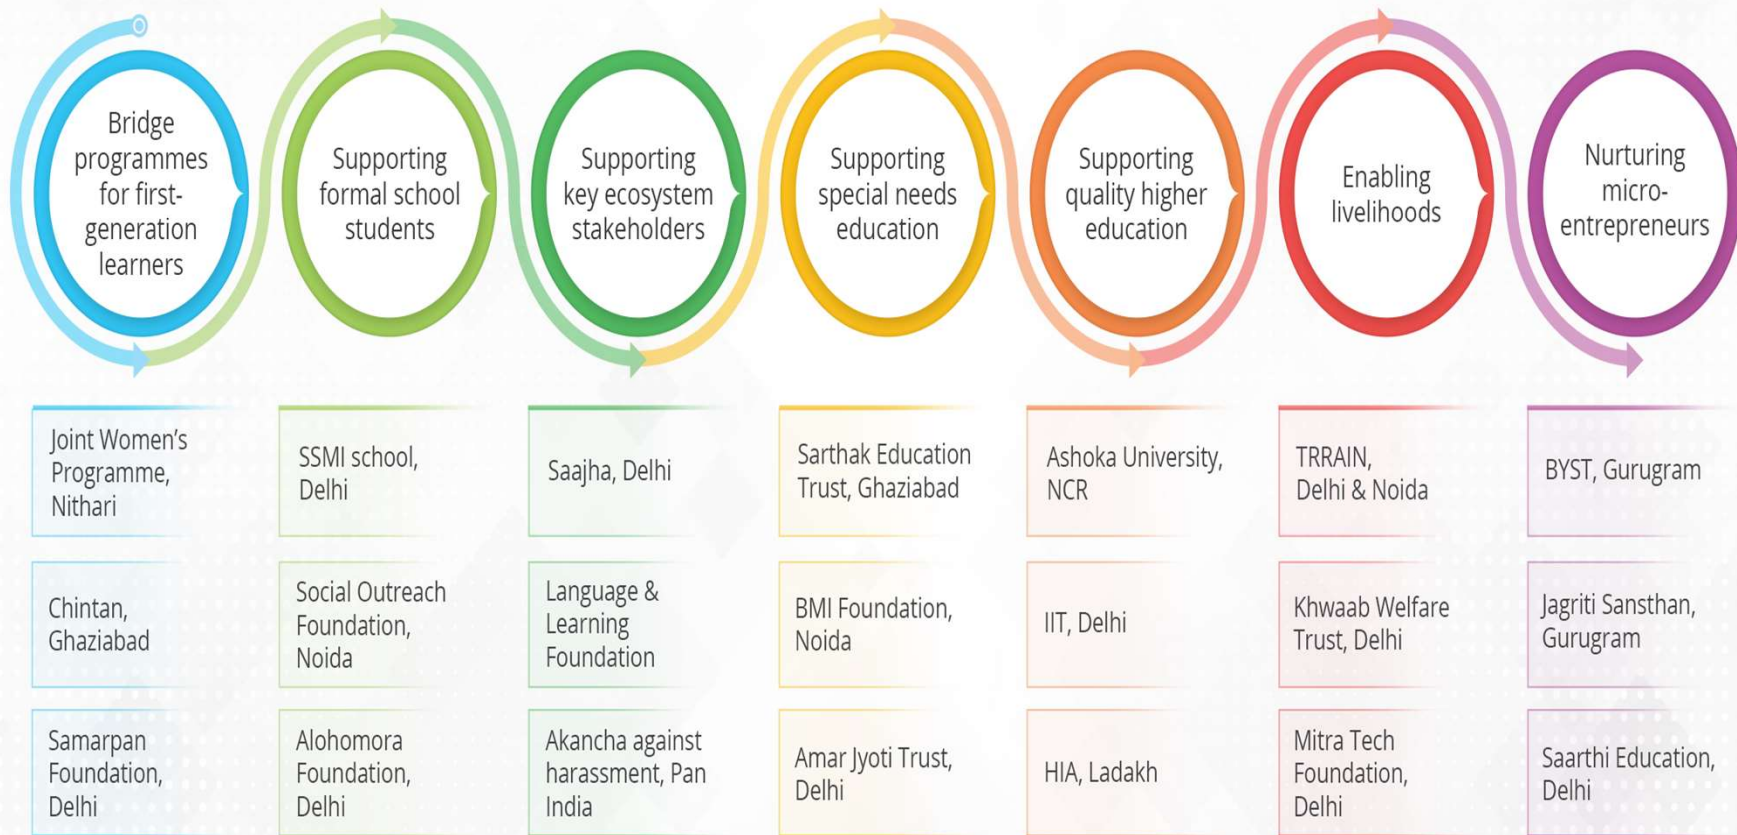 Bridge
programmes
for first-
generation
learners
Supporting
formal school
students
Supporting
key ecosystem
stakeholders
Supporting
special needs
education
Supporting
quality higher
education
Enabling
livelihoods
Nurturing
micro-
entrepreneurs
Joint Women’s
Programme,
Nithari
SSMI school,
Delhi
Saajha, Delhi
Sarthak Education
Trust, Ghaziabad
Ashoka University,
NCR
TRRAIN,
Delhi & Noida
BYST, Gurugram
Chintan,
Ghaziabad
Social Outreach
Foundation,
Noida
Language &
Learning
Foundation
BMI Foundation,
Noida
IIT, Delhi
Khwaab Welfare
Trust, Delhi
Jagriti Sansthan,
Gurugram
Samarpan
Foundation,
Delhi
Alohomora
Foundation,
Delhi
Akancha against
harassment, Pan
India
Amar Jyoti Trust,
Delhi
HIA, Ladakh
Mitra Tech
Foundation,
Delhi
Saarthi Education,
Delhi